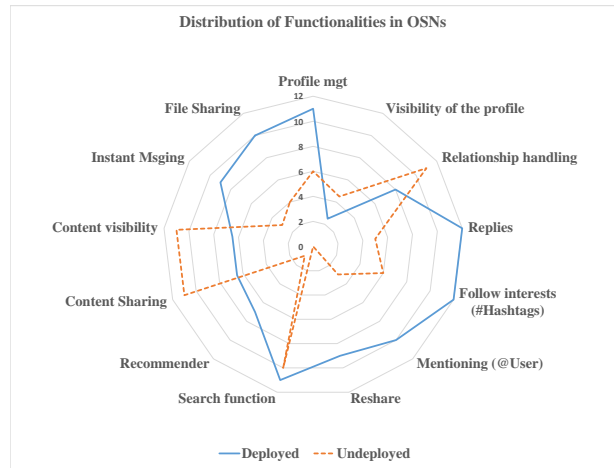 Distribution of Functionalities in OSNs
Profile mgt
File Sharing
Visibility of the profile
Instant Msging
Relationship handling
Content visibility
Replies
Content Sharing
Follow interests
(#Hashtags)
Recommender
Mentioning (@User)
Search function
Reshare
12
10
8
6
4
2
0
Deployed
Undeployed